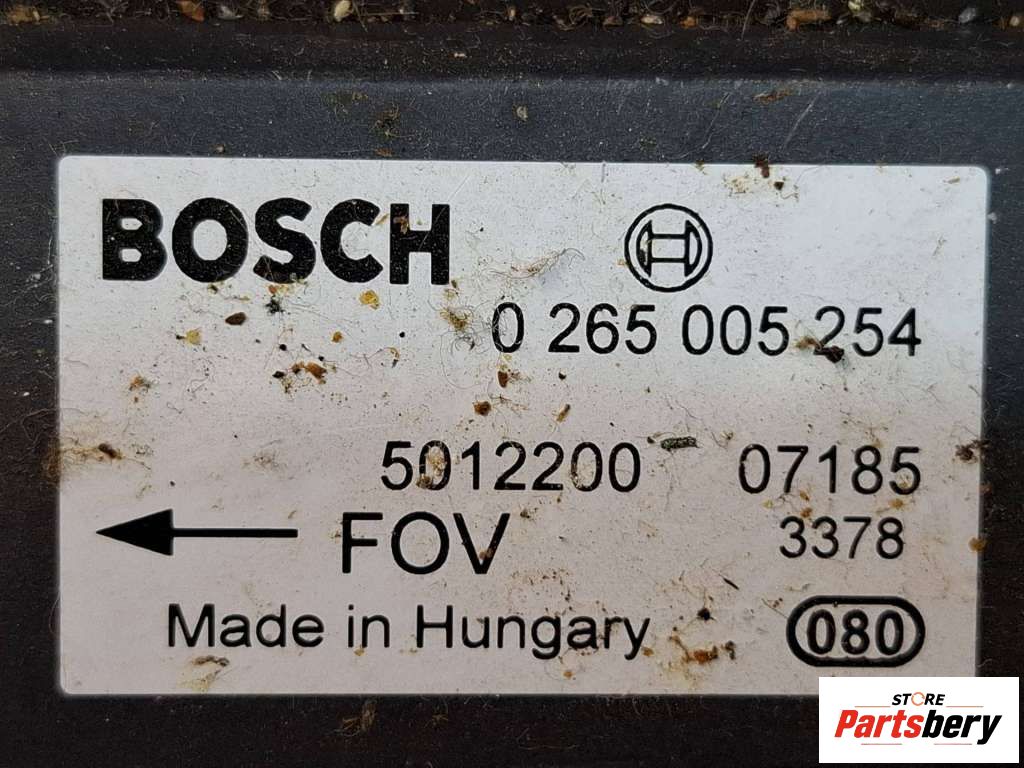 BOSCH
0 265 005 254
5012200 07185
FOV 3378
Made in Hungary 080
STORE
Partsbery